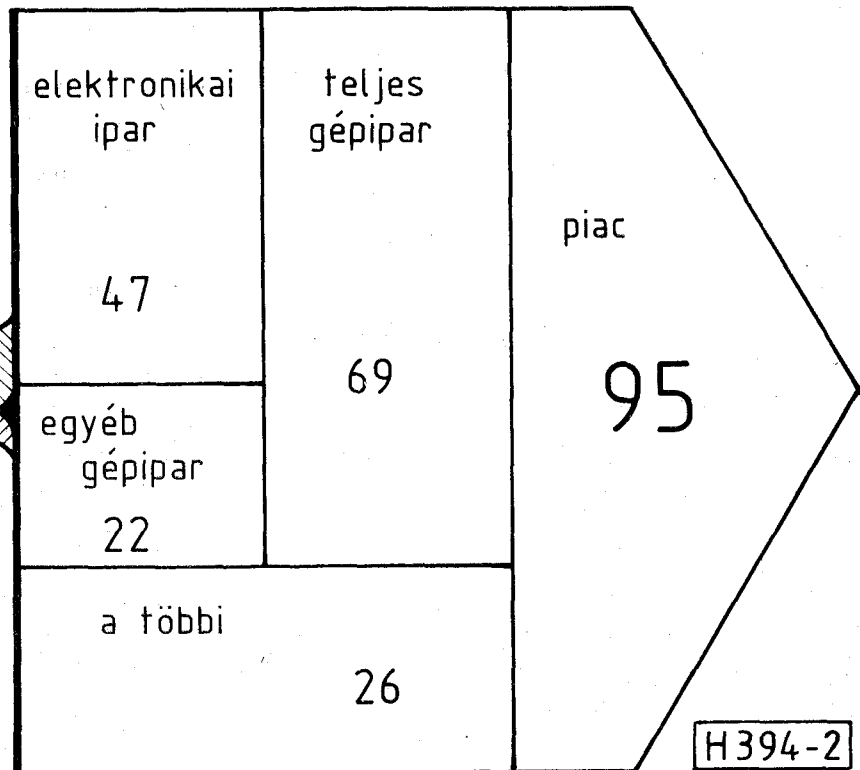 elektronikai
ipar
47
teljes
gépipar
69
piac
95
egyéb
gépipar
22
a többi
26
H394-2